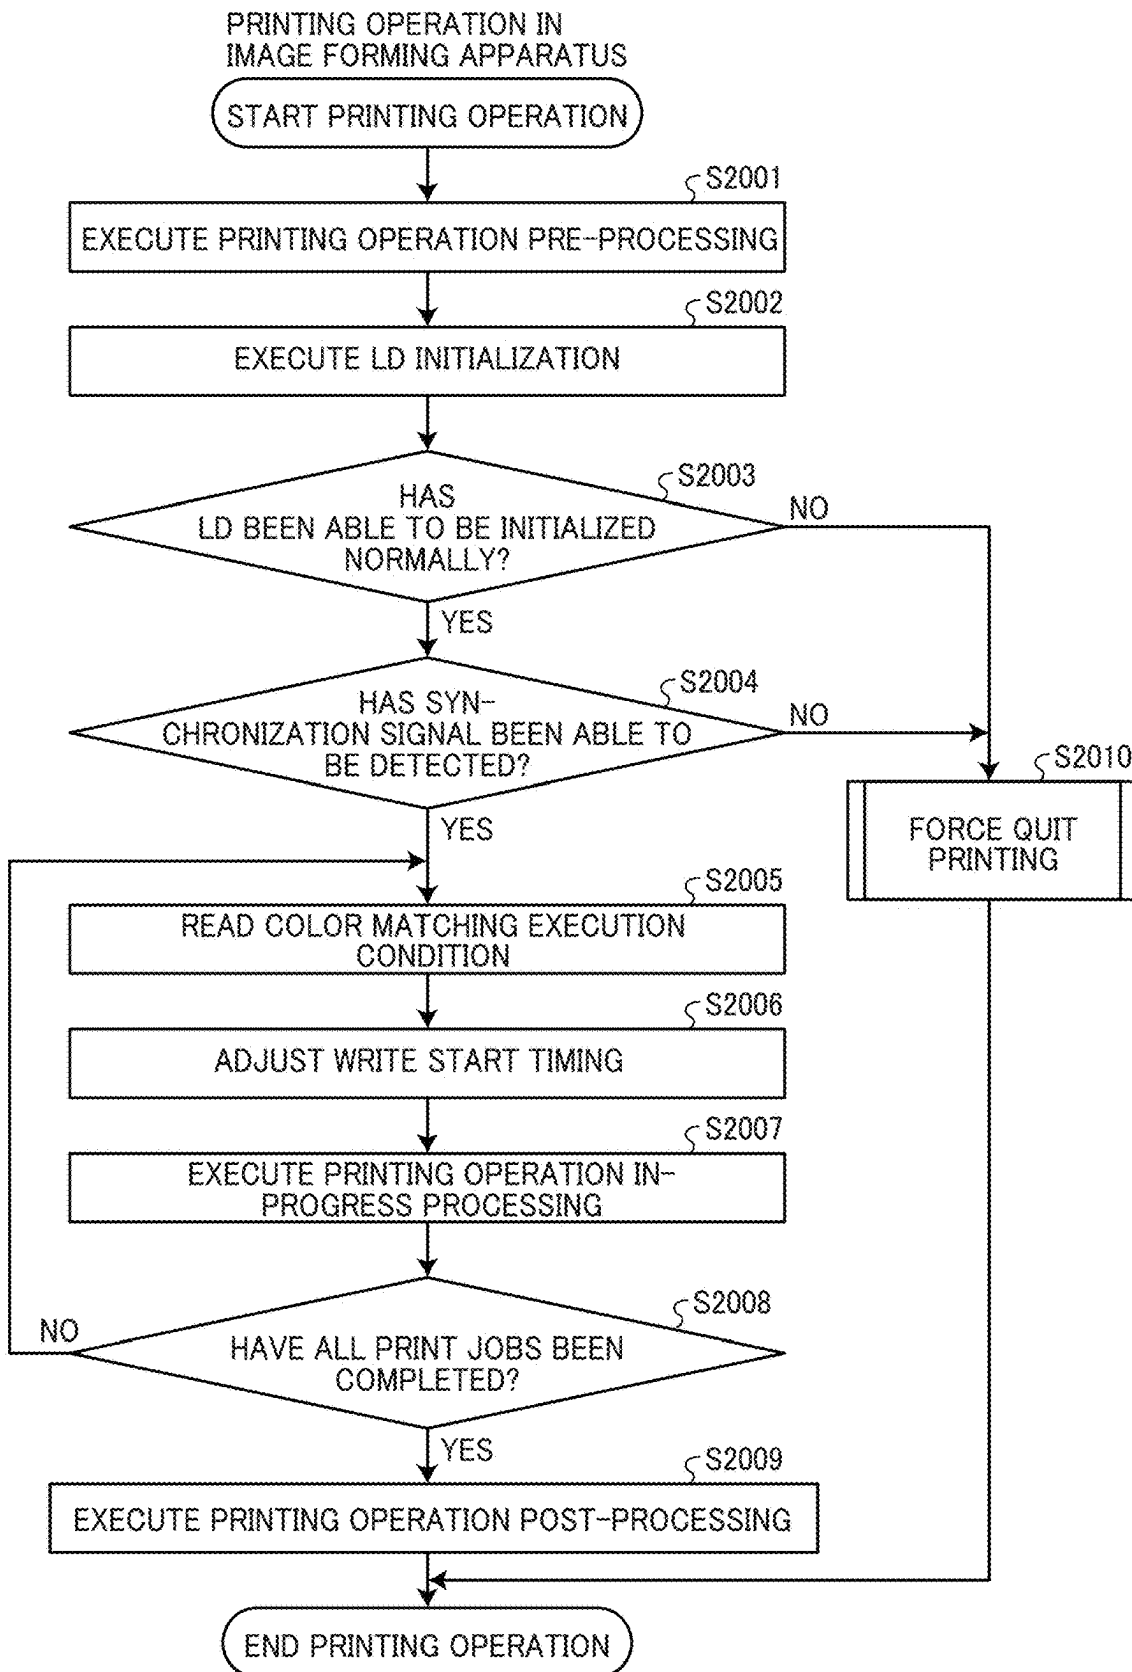 PRINTING OPERATION IN
IMAGE FORMING APPARATUS
START PRINTING OPERATION
S2001
EXECUTE PRINTING OPERATION PRE-PROCESSING
S2002
EXECUTE LD INITIALIZATION
S2003
HAS
LD BEEN ABLE TO BE INITIALIZED
NORMALLY?
NO
YES
S2004
HAS SYN-
CHRONIZATION SIGNAL BEEN ABLE TO
BE DETECTED?
NO
YES
S2010
FORCE QUIT
PRINTING
S2005
READ COLOR MATCHING EXECUTION
CONDITION
S2006
ADJUST WRITE START TIMING
S2007
EXECUTE PRINTING OPERATION IN-
PROGRESS PROCESSING
S2008
NO
HAVE ALL PRINT JOBS BEEN
COMPLETED?
YES
S2009
EXECUTE PRINTING OPERATION POST-PROCESSING
END PRINTING OPERATION